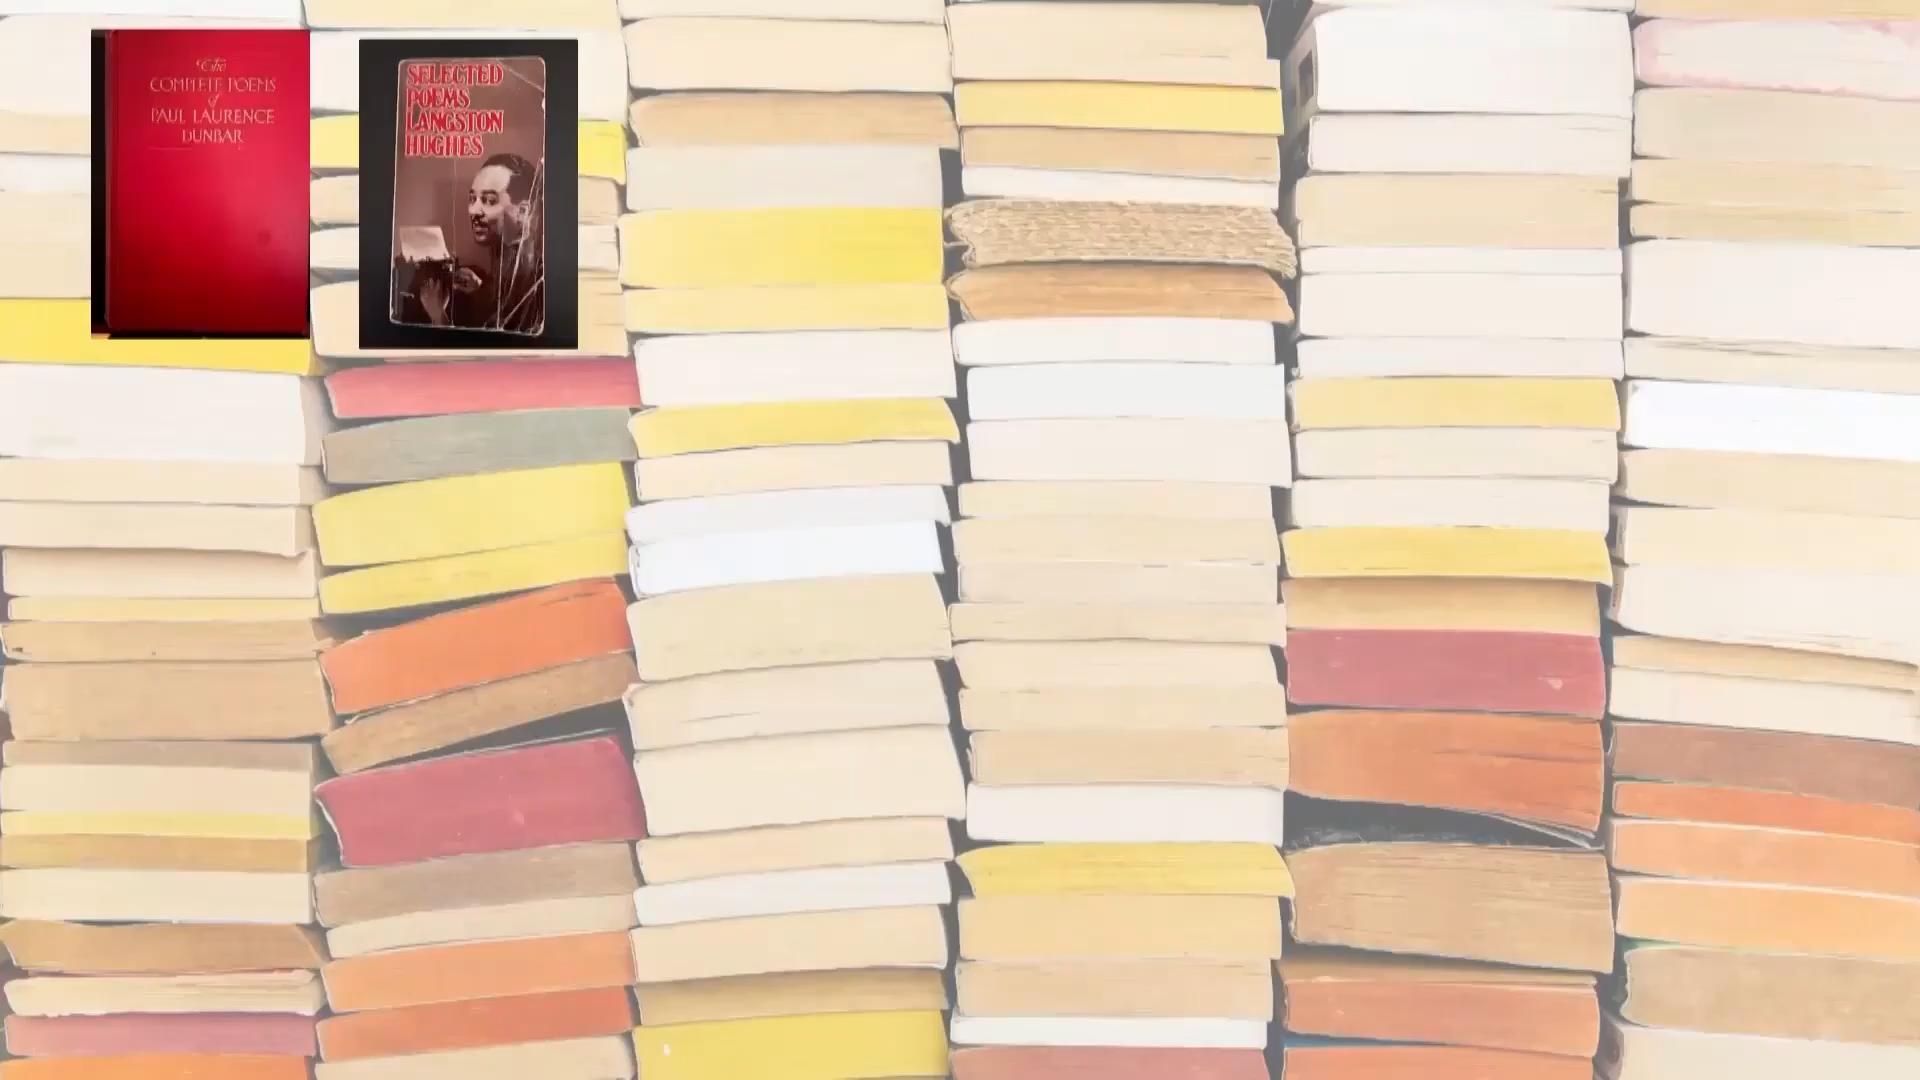 The
COMPLETE POEMS
of
PAUL LAURENCE
DUNBAR
SELECTED
POEMS
LANGSTON
HUGHES